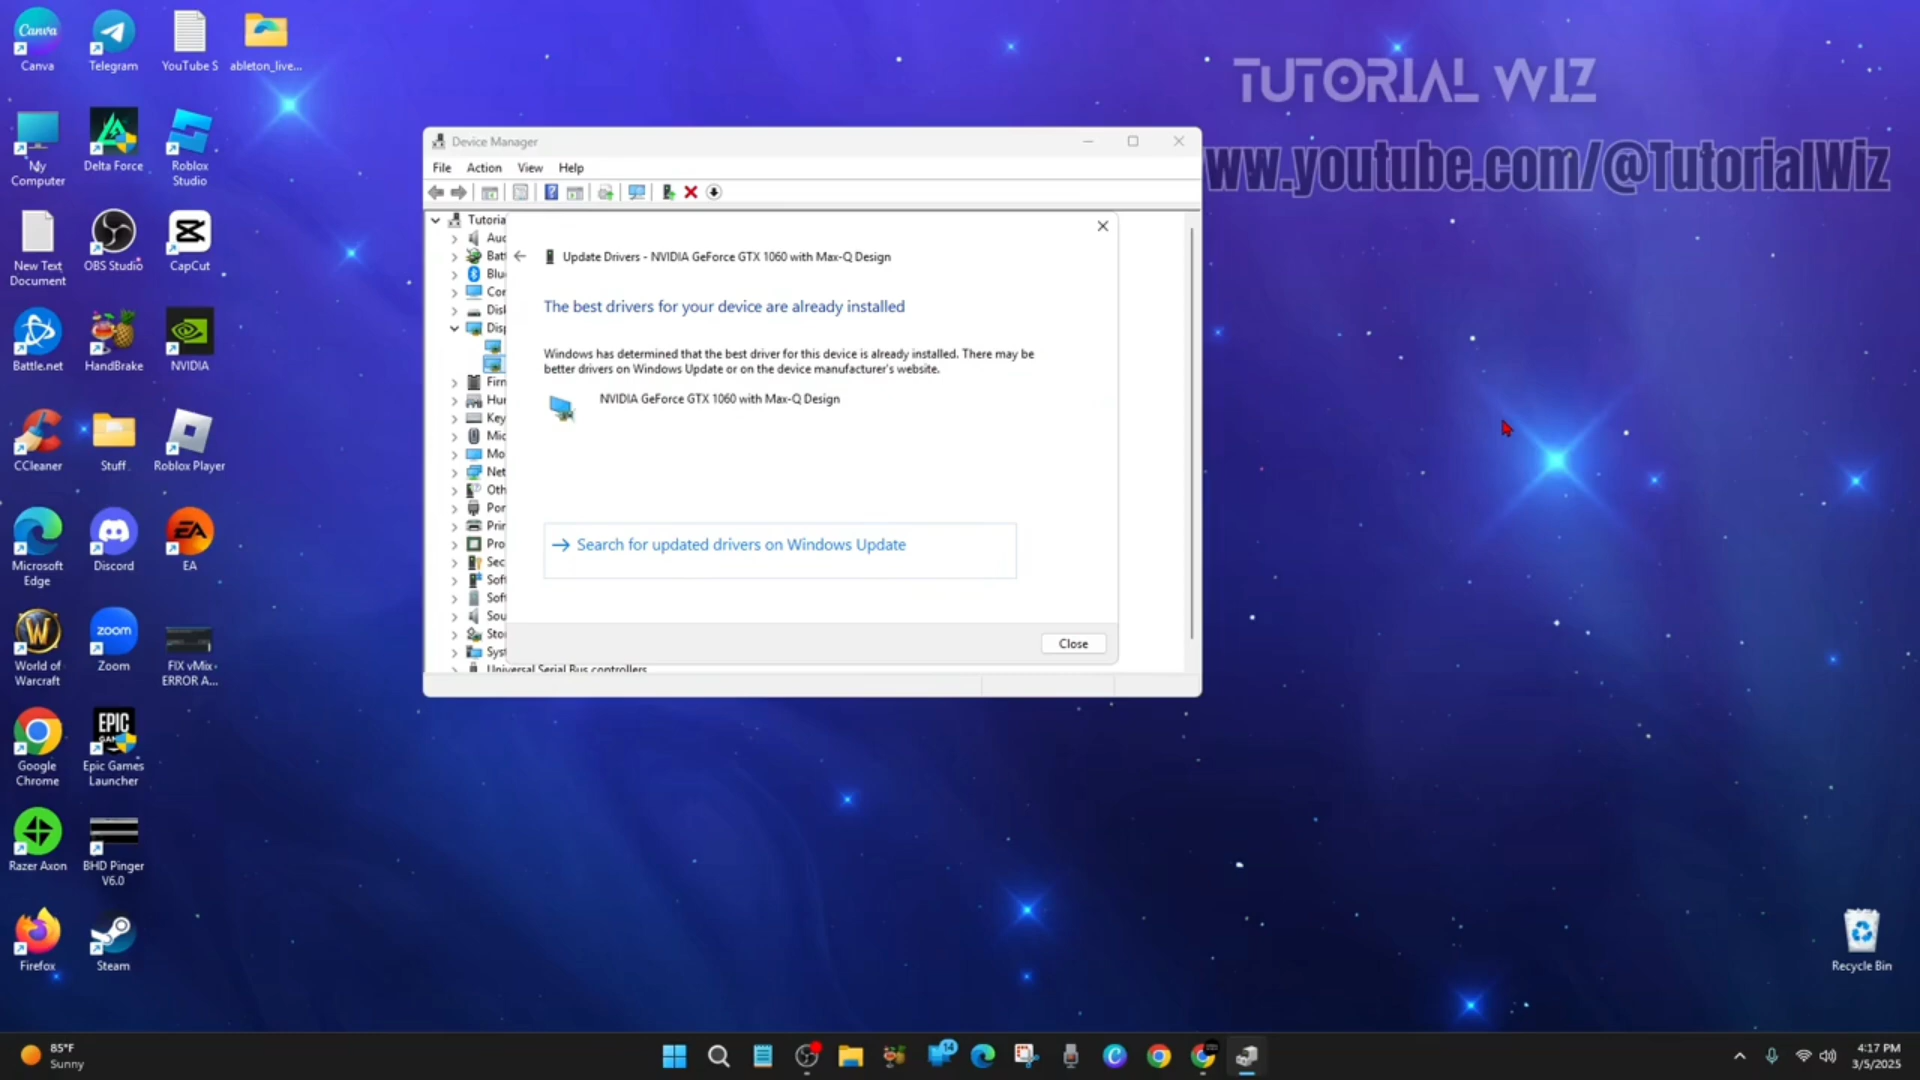 Canva
Telegram
YouTube S
ableton_live...
My
Computer
Delta Force
Roblox
Studio
New Text
Document
OBS Studio
CapCut
Battle.net
HandBrake
NVIDIA
CCleaner
Stuff
Roblox Player
Microsoft
Edge
Discord
EA
World of
Warcraft
Zoom
FIX vMix-
ERROR A...
Google
Chrome
Epic Games
Launcher
Razer Axon
BHD Pinger
V6.0
Firefox
Steam
TUTORIAL WIZ
ww.youtube.com/@TutorialWiz
Device Manager
File Action View Help
Tutoria
Update Drivers - NVIDIA GeForce GTX 1060 with Max-Q Design
The best drivers for your device are already installed
Windows has determined that the best driver for this device is already installed. There may be
better drivers on Windows Update or on the device manufacturer's website.
NVIDIA GeForce GTX 1060 with Max-Q Design
Search for updated drivers on Windows Update
Close
Universal Serial Bus controllers
Recycle Bin
85°F
Sunny
14
4:17 PM
3/5/2025